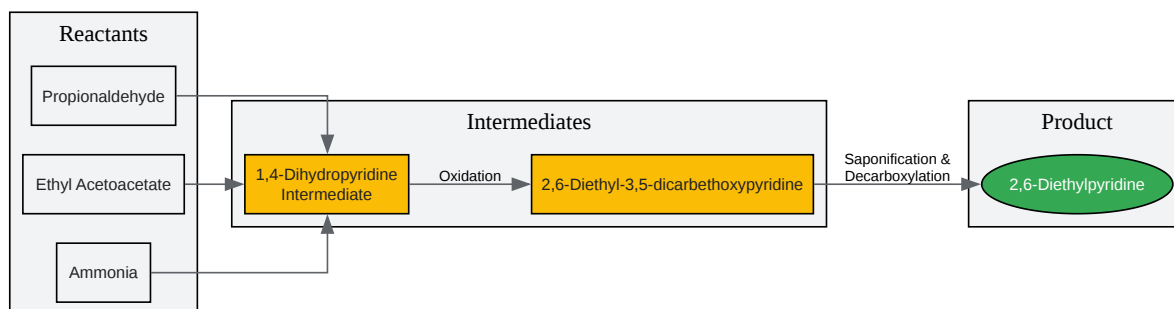 Reactants
Propionaldehyde
Ethyl Acetoacetate
Ammonia
Intermediates
1,4-Dihydropyridine
Intermediate
Oxidation
2,6-Diethyl-3,5-dicarbethoxypyridine
Saponification &
Decarboxylation
Product
2,6-Diethylpyridine